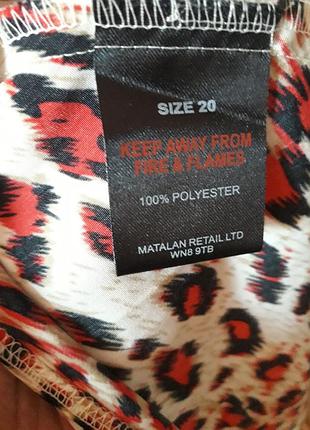 SIZE 20
KEEP AWAY FROM
FIRE & FLAMES
100% POLYESTER
MATALAN RETAIL LTD
WN8 9TB